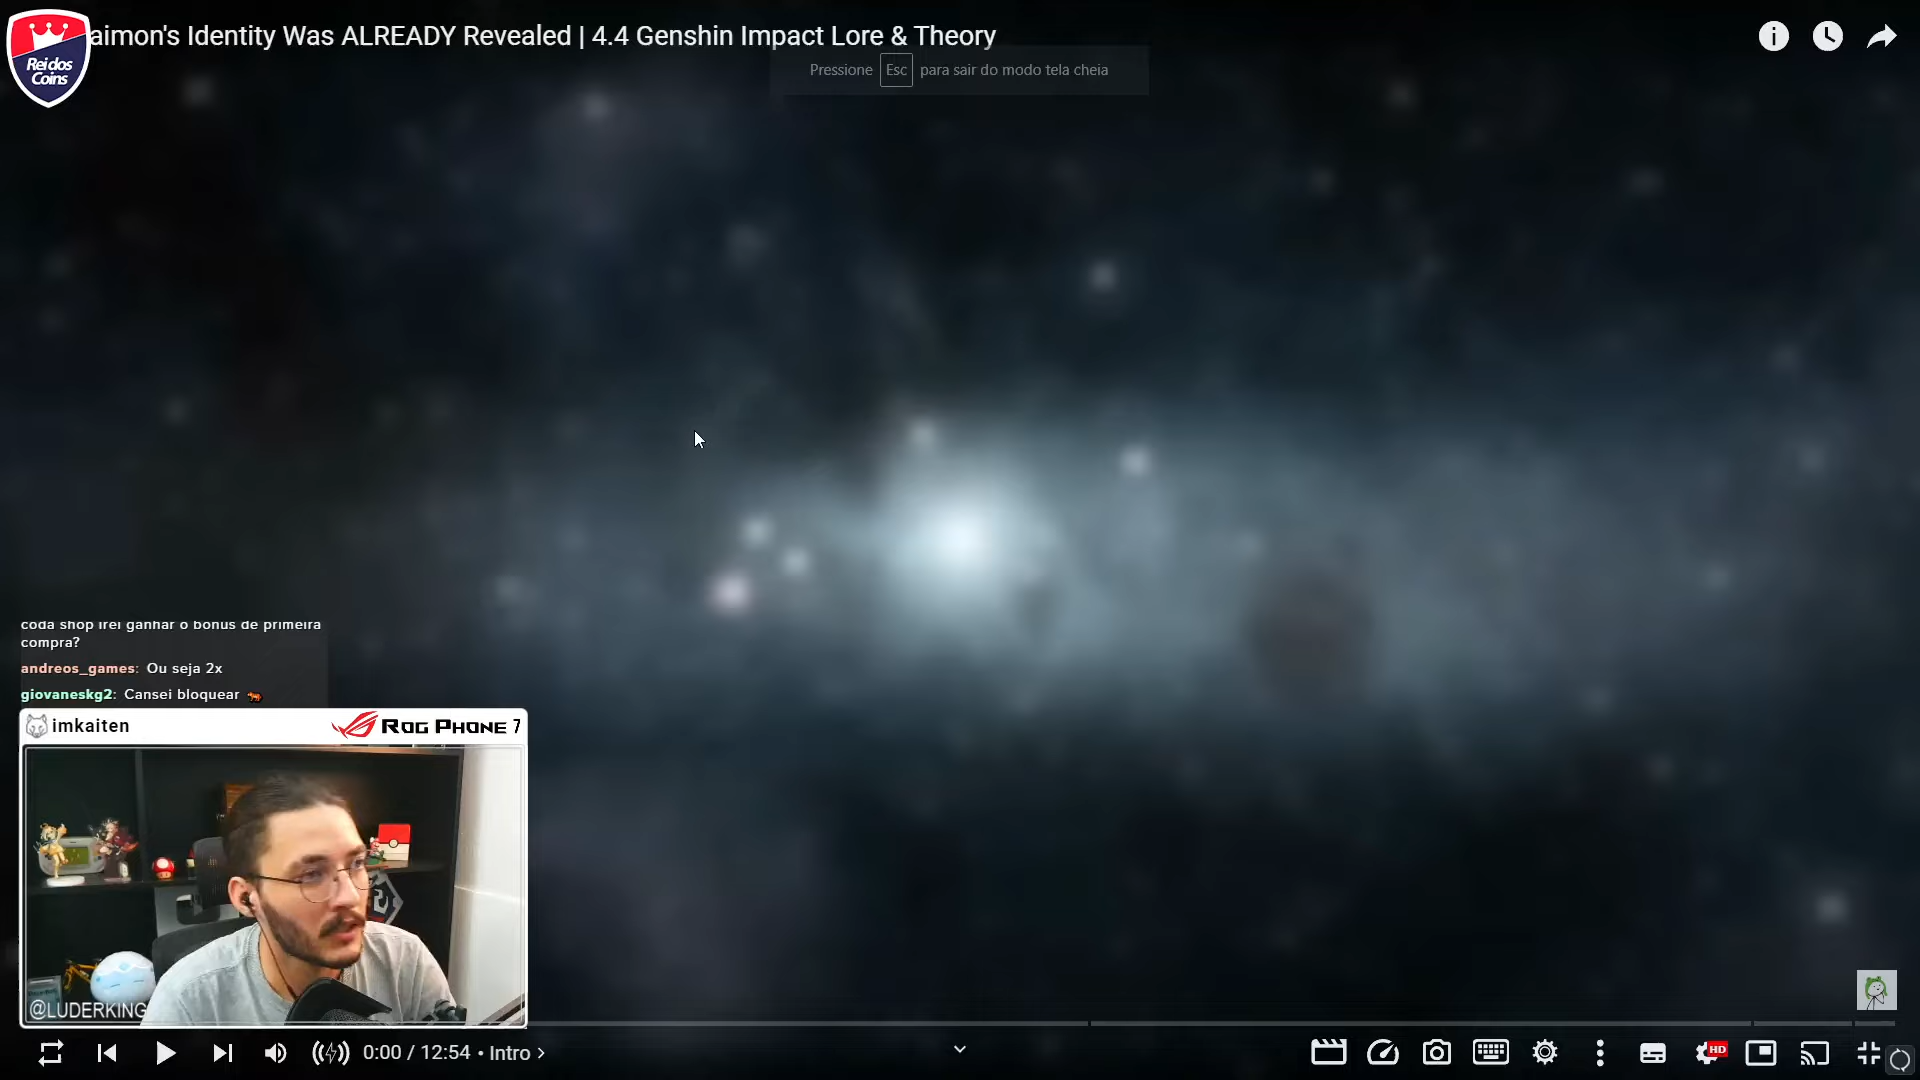 aimon's Identity Was ALREADY Revealed | 4.4 Genshin Impact Lore & Theory
Rei dos
Coins
Pressione Esc para sair do modo tela cheia
coda shop irei ganhar o bonus de primeira
compra?
andreos_games: Ou seja 2x
giovaneskg2: Cansei bloquear
imkaiten
ROG PHONE 7
@LUDERKING
0:00 / 12:54 • Intro
HD